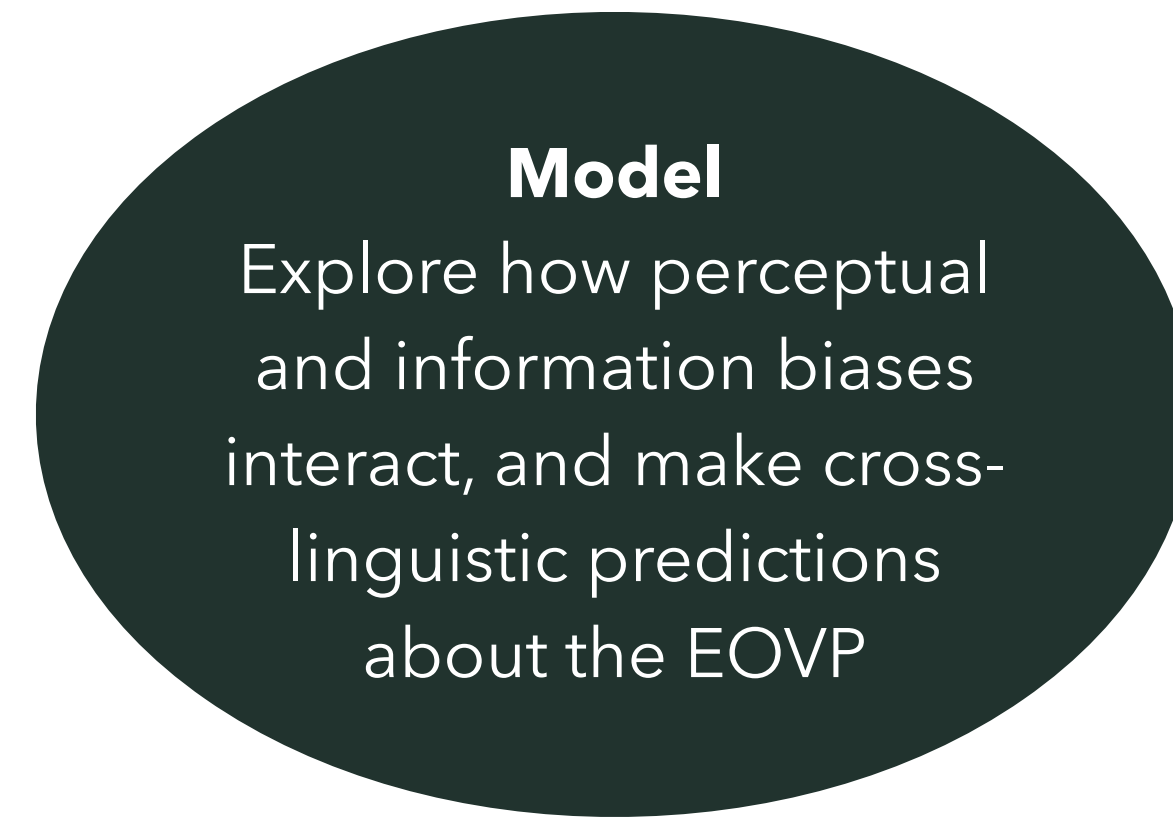 Model
Explore how perceptual
and information biases
interact, and make cross-
linguistic predictions
about the EOVP